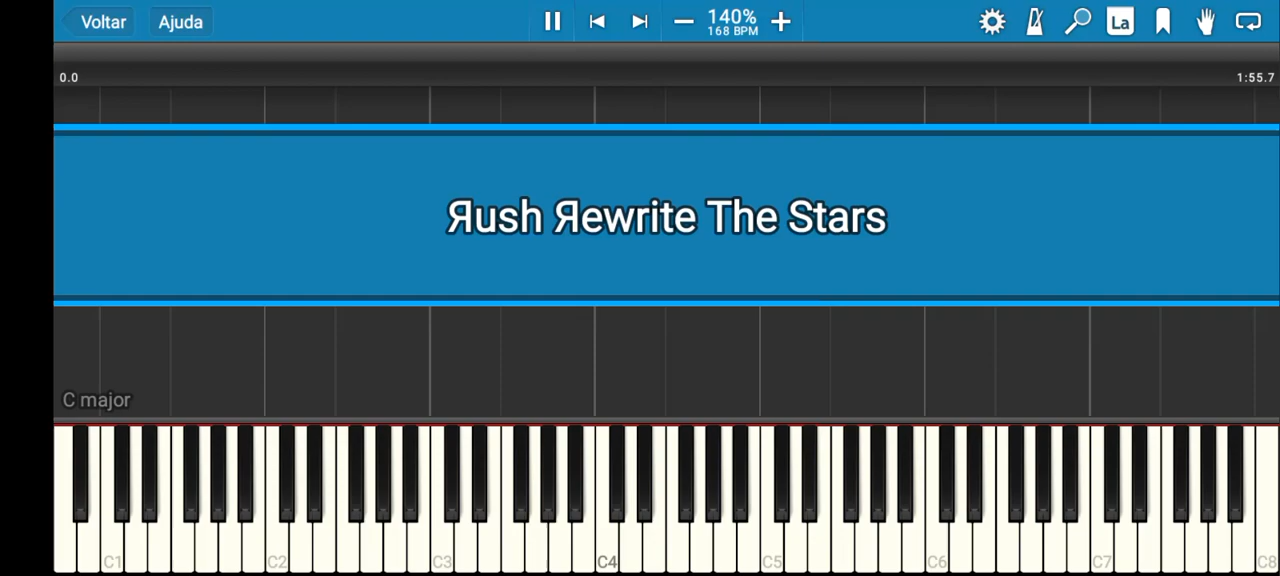 Voltar Ajuda 140% La
168 BPM
0.0 1:55.7
Яush Яewrite The Stars
C major
C1 C2 C3 C4 C5 C6 C7 C8